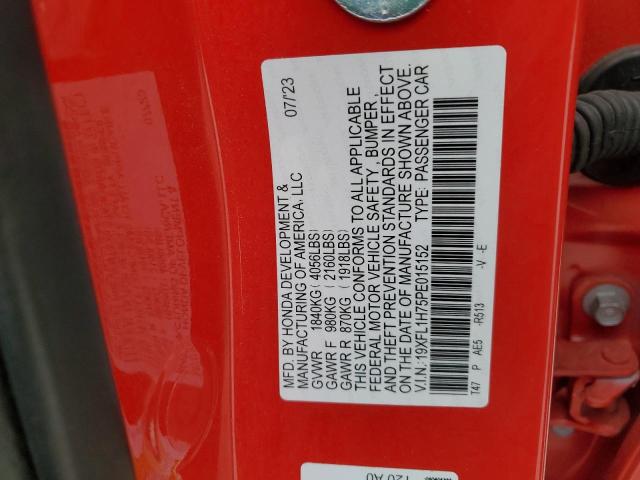 MFD. BY HONDA DEVELOPMENT & 07/'23
MANUFACTURING OF AMERICA, LLC
GVWR 1840KG ( 4056LBS)
GAWR F 980KG ( 2160LBS)
GAWR R 870KG ( 1918LBS)
THIS VEHICLE CONFORMS TO ALL APPLICABLE
FEDERAL MOTOR VEHICLE SAFETY, BUMPER,
AND THEFT PREVENTION STANDARDS IN EFFECT
ON THE DATE OF MANUFACTURE SHOWN ABOVE.
V.I.N.:19XFL1H75PE015152 TYPE: PASSENGER CAR
T47 P AE5 -R513 -V -E
T20 A0